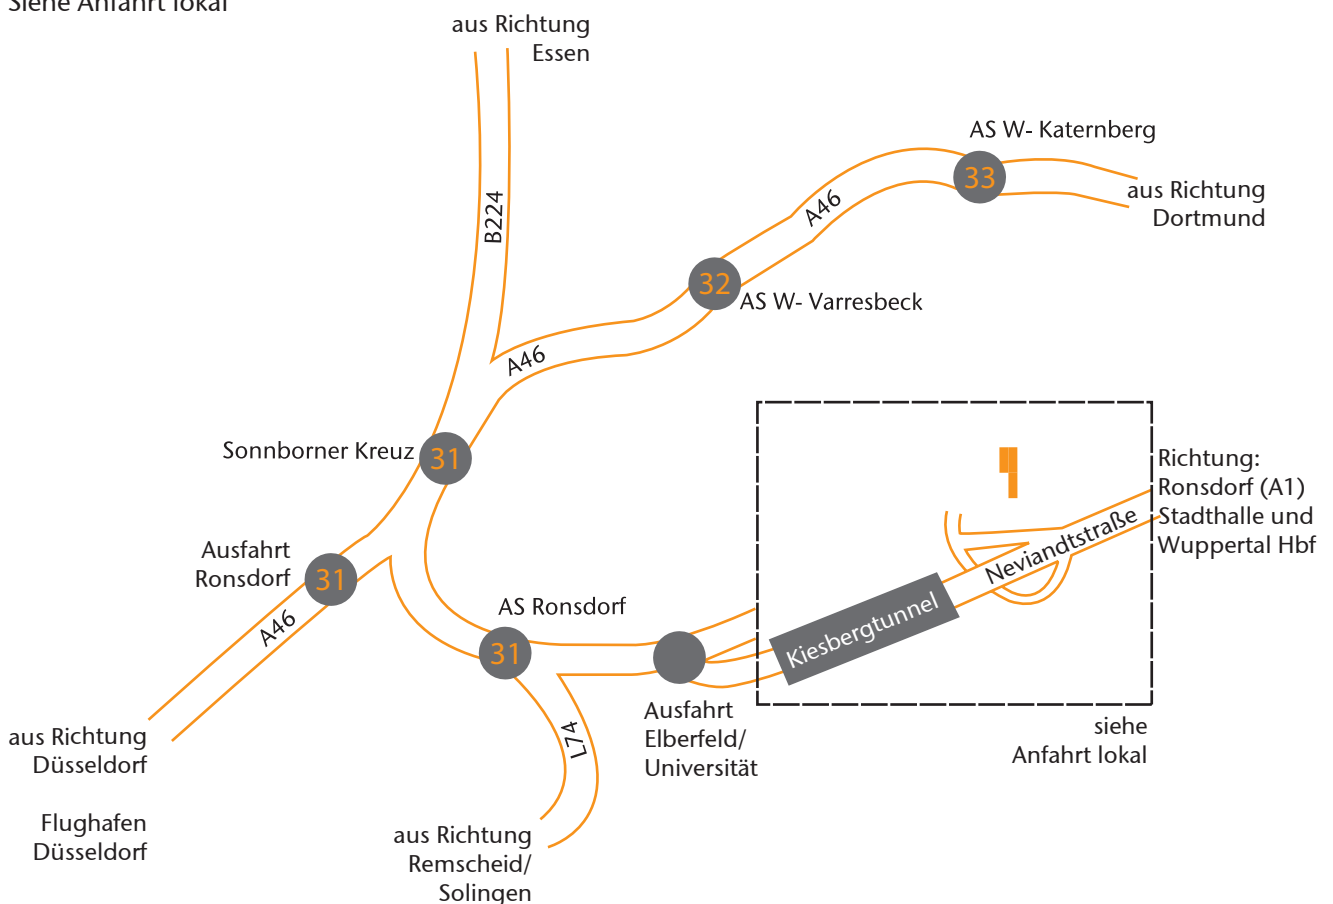 Siehe Anfahrt lokal
aus Richtung
Essen
B224
AS W- Katernberg
33
aus Richtung
Dortmund
A46
32
AS W- Varresbeck
A46
Sonnborner Kreuz
31
Richtung:
Ronsdorf (A1)
Stadthalle und
Wuppertal Hbf
Neviandtstraße
Kiesbergtunnel
Ausfahrt
Ronsdorf
31
A46
AS Ronsdorf
31
L74
Ausfahrt
Elberfeld/
Universität
siehe
Anfahrt lokal
aus Richtung
Düsseldorf
Flughafen
Düsseldorf
aus Richtung
Remscheid/
Solingen